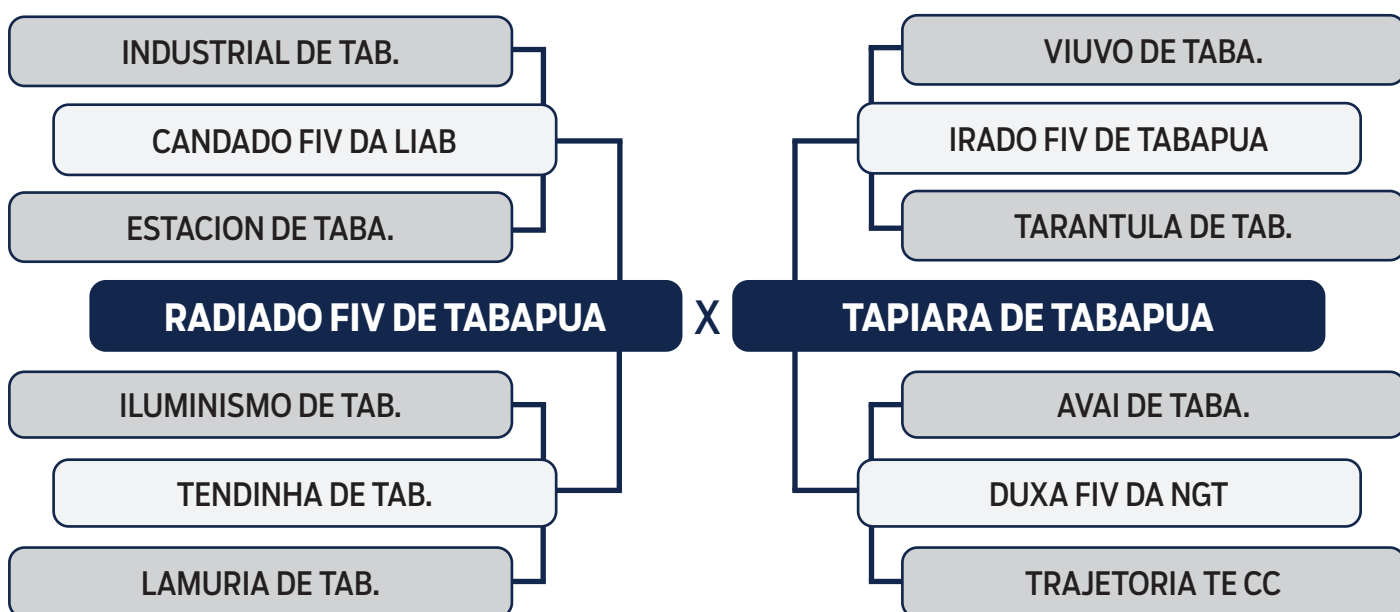 INDUSTRIAL DE TAB.
CANDADO FIV DA LIAB
ESTACION DE TABA.
RADIADO FIV DE TABAPUA
ILUMINISMO DE TAB.
TENDINHA DE TAB.
LAMURIA DE TAB.
X
VIUVO DE TABA.
IRADO FIV DE TABAPUA
TARANTULA DE TAB.
TAPIARA DE TABAPUA
AVAI DE TABA.
DUXA FIV DA NGT
TRAJETORIA TE CC